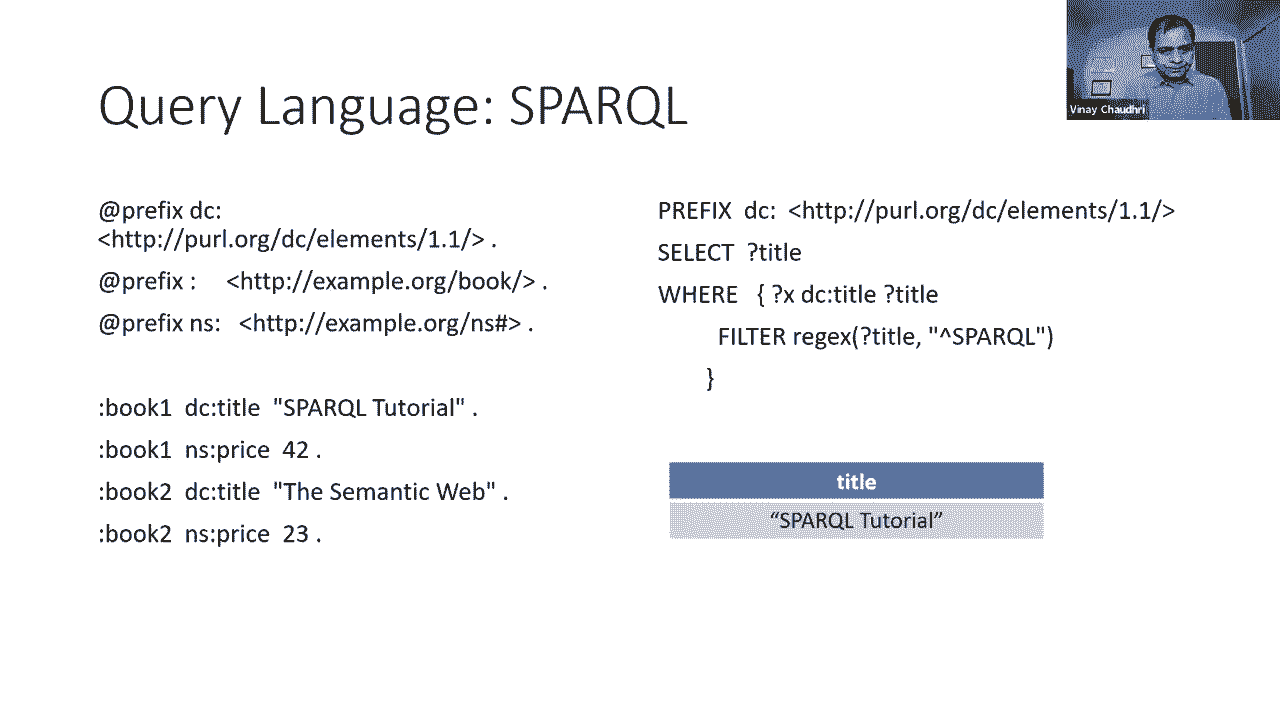 Vinay Chaudhri
Query Language: SPARQL
@prefix dc:
<http://purl.org/dc/elements/1.1/> .
@prefix : <http://example.org/book/> .
@prefix ns: <http://example.org/ns#> .
:book1 dc:title "SPARQL Tutorial" .
:book1 ns:price 42 .
:book2 dc:title "The Semantic Web" .
:book2 ns:price 23 .
PREFIX dc: <http://purl.org/dc/elements/1.1/>
SELECT ?title
WHERE { ?x dc:title ?title
FILTER regex(?title, "^SPARQL")
}
title
“SPARQL Tutorial”